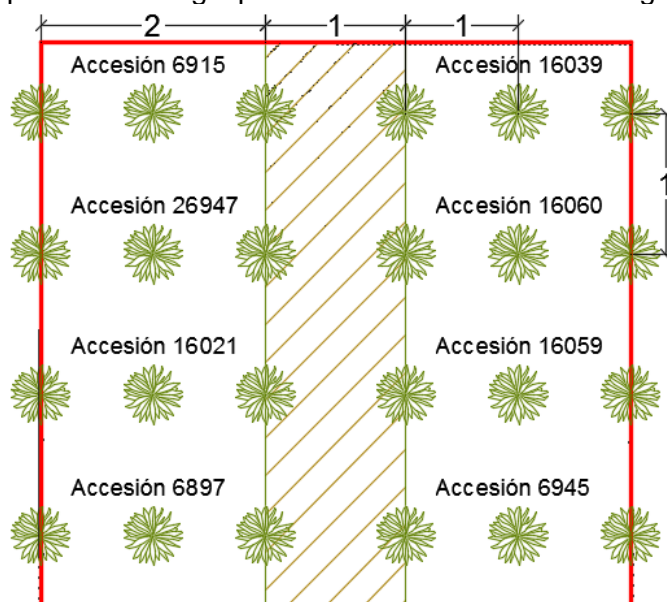 2 1 1
Accesión 6915 Accesión 16039
1
Accesión 26947 Accesión 16060
Accesión 16021 Accesión 16059
Accesión 6897 Accesión 6945